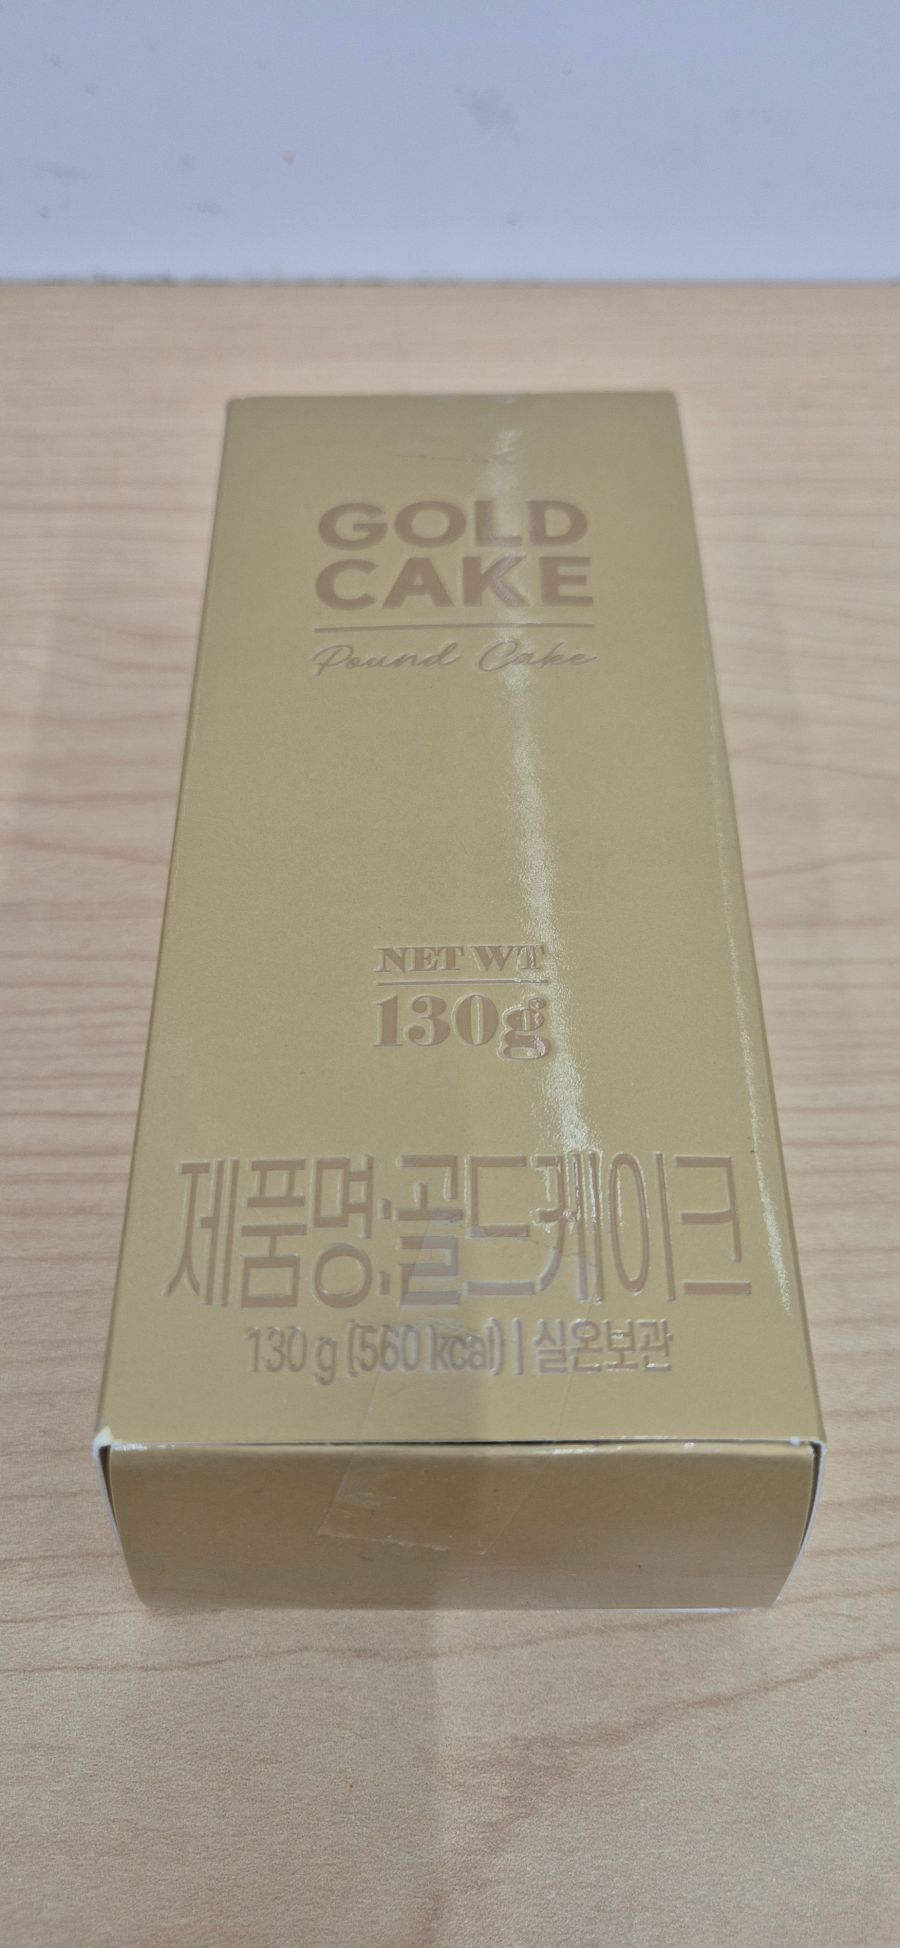 GOLD
CAKE
Pound Cake
NET WT
130g
제품명:골드케이크
130 g (560 kcal) | 실온보관